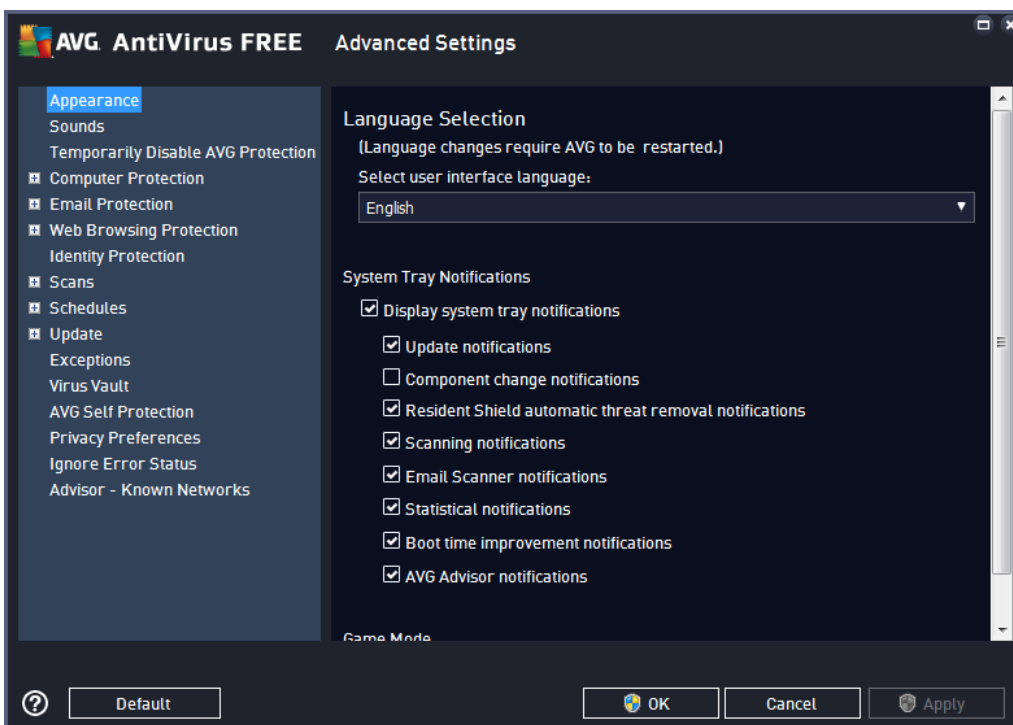 AVG AntiVirus FREE Advanced Settings
Appearance
Sounds
Temporarily Disable AVG Protection
Computer Protection
Email Protection
Web Browsing Protection
Identity Protection
Scans
Schedules
Update
Exceptions
Virus Vault
AVG Self Protection
Privacy Preferences
Ignore Error Status
Advisor - Known Networks
Language Selection
(Language changes require AVG to be restarted.)
Select user interface language:
English
System Tray Notifications
Display system tray notifications
Update notifications
Component change notifications
Resident Shield automatic threat removal notifications
Scanning notifications
Email Scanner notifications
Statistical notifications
Boot time improvement notifications
AVG Advisor notifications
Game Mode
Default
OK
Cancel
Apply